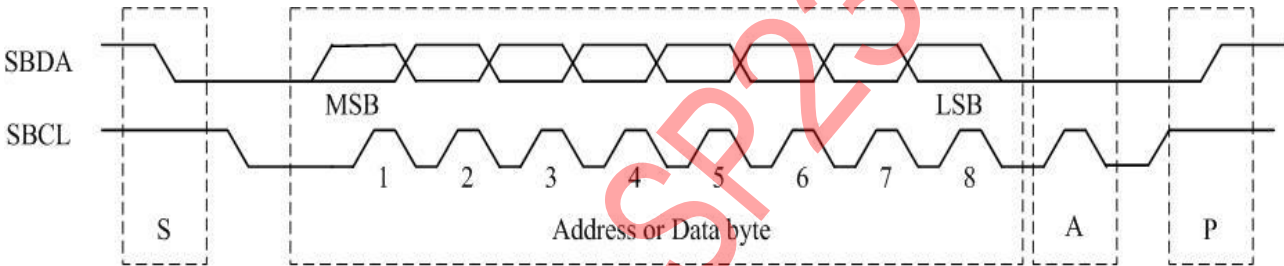 SBDA
MSB LSB
SBCL
1 2 3 4 5 6 7 8
S Address or Data byte A P